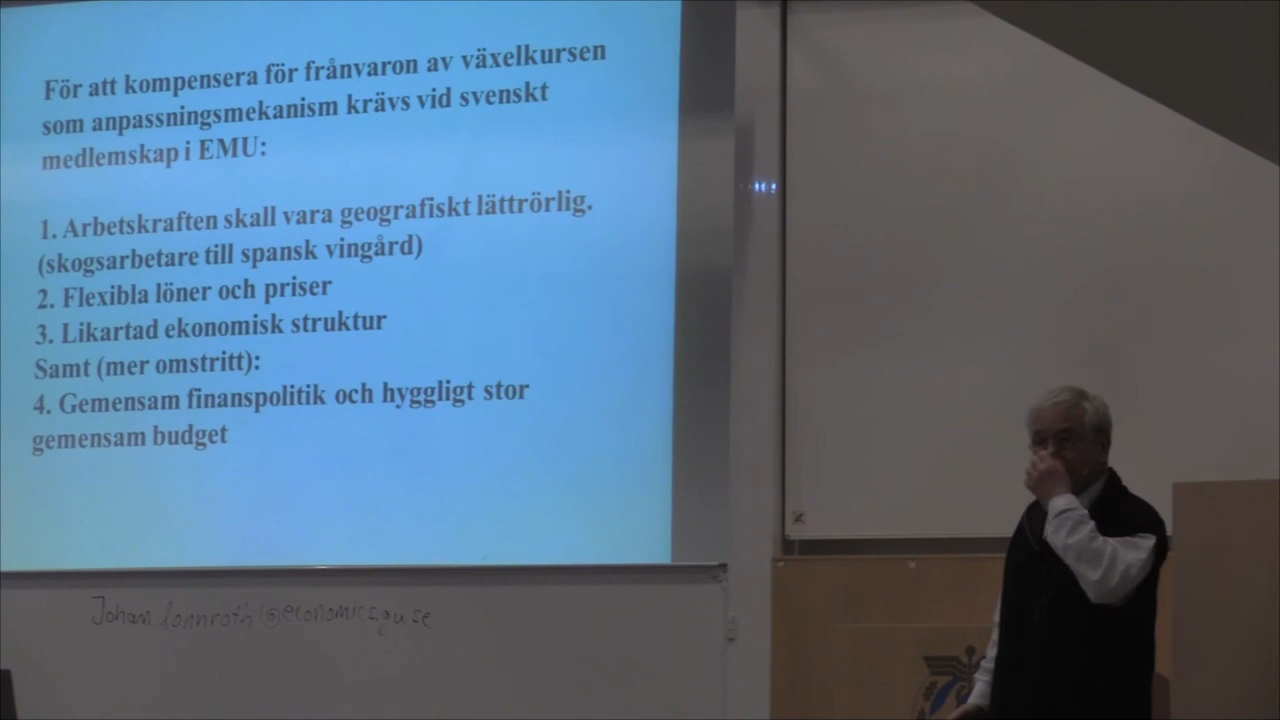 För att kompensera för frånvaron av växelkursen
som anpassningsmekanism krävs vid svenskt
medlemskap i EMU:
1. Arbetskraften skall vara geografiskt lättrörlig.
(skogsarbetare till spansk vingård)
2. Flexibla löner och priser
3. Likartad ekonomisk struktur
Samt (mer omstritt):
4. Gemensam finanspolitik och hyggligt stor
gemensam budget
Johan.lonnroth@economics.gu.se